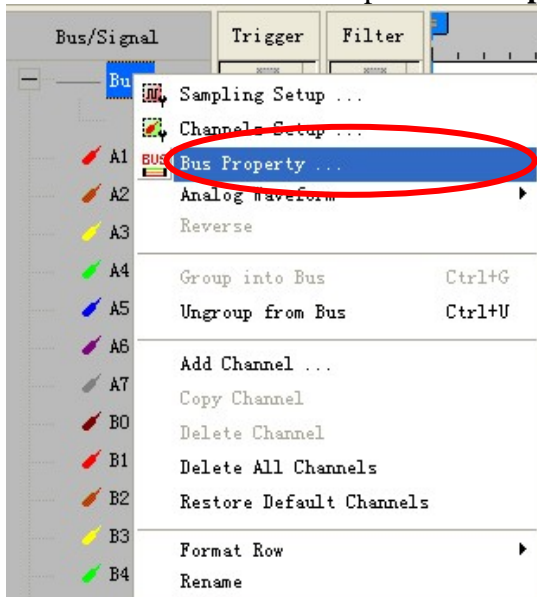 Bus/Signal Trigger Filter
Bu
Sampling Setup ...
Channels Setup ...
A1 BUS Bus Property ...
A2 Analog Waveform
A3 Reverse
A4 Group into Bus Ctrl+G
A5 Ungroup from Bus Ctrl+U
A6
Add Channel ...
A7
Copy Channel
B0
Delete Channel
B1 Delete All Channels
B2 Restore Default Channels
B3
Format Row
B4 Rename